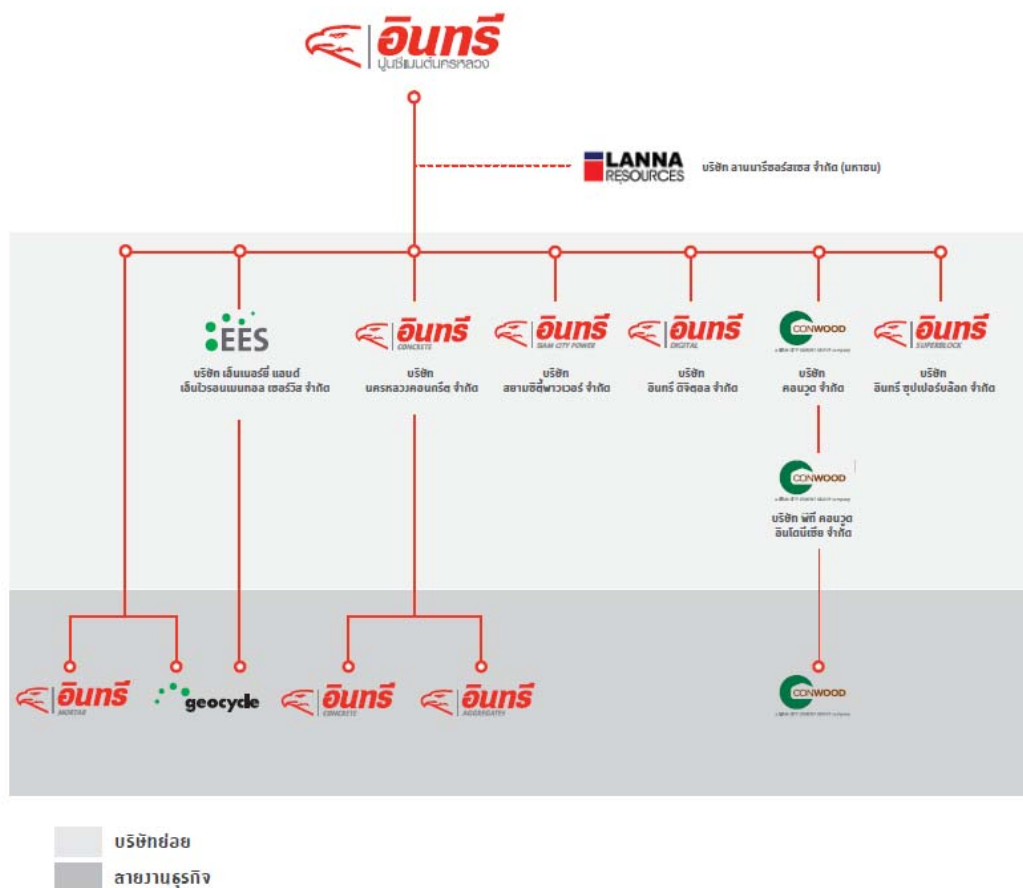 อินทรี
ปูนซีเมนต์นครหลวง
LANNA
RESOURCES
บริษัท ลานนารีซอร์สเซส จำกัด (มหาชน)
EES
บริษัท เอ็นเนอร์ยี่ แอนด์
เอ็นไวรอนเมนทอล เซอร์วิส จำกัด
อินทรี
CONCRETE
บริษัท
นครหลวงคอนกรีต จำกัด
อินทรี
SIAM CITY POWER
บริษัท
สยามซิตี้พาวเวอร์ จำกัด
อินทรี
DIGITAL
บริษัท
อินทรี ดิจิตอล จำกัด
CONWOOD
บริษัท
คอนวูด จำกัด
อินทรี
SUPERBLOCK
บริษัท
อินทรี ซุปเปอร์บล๊อก จำกัด
CONWOOD
บริษัท พีที คอนวูด
อินโดนีเซีย จำกัด
อินทรี
MORTAR
geocycle
อินทรี
CONCRETE
อินทรี
AGGREGATES
CONWOOD
บริษัทย่อย
สายงานธุรกิจ